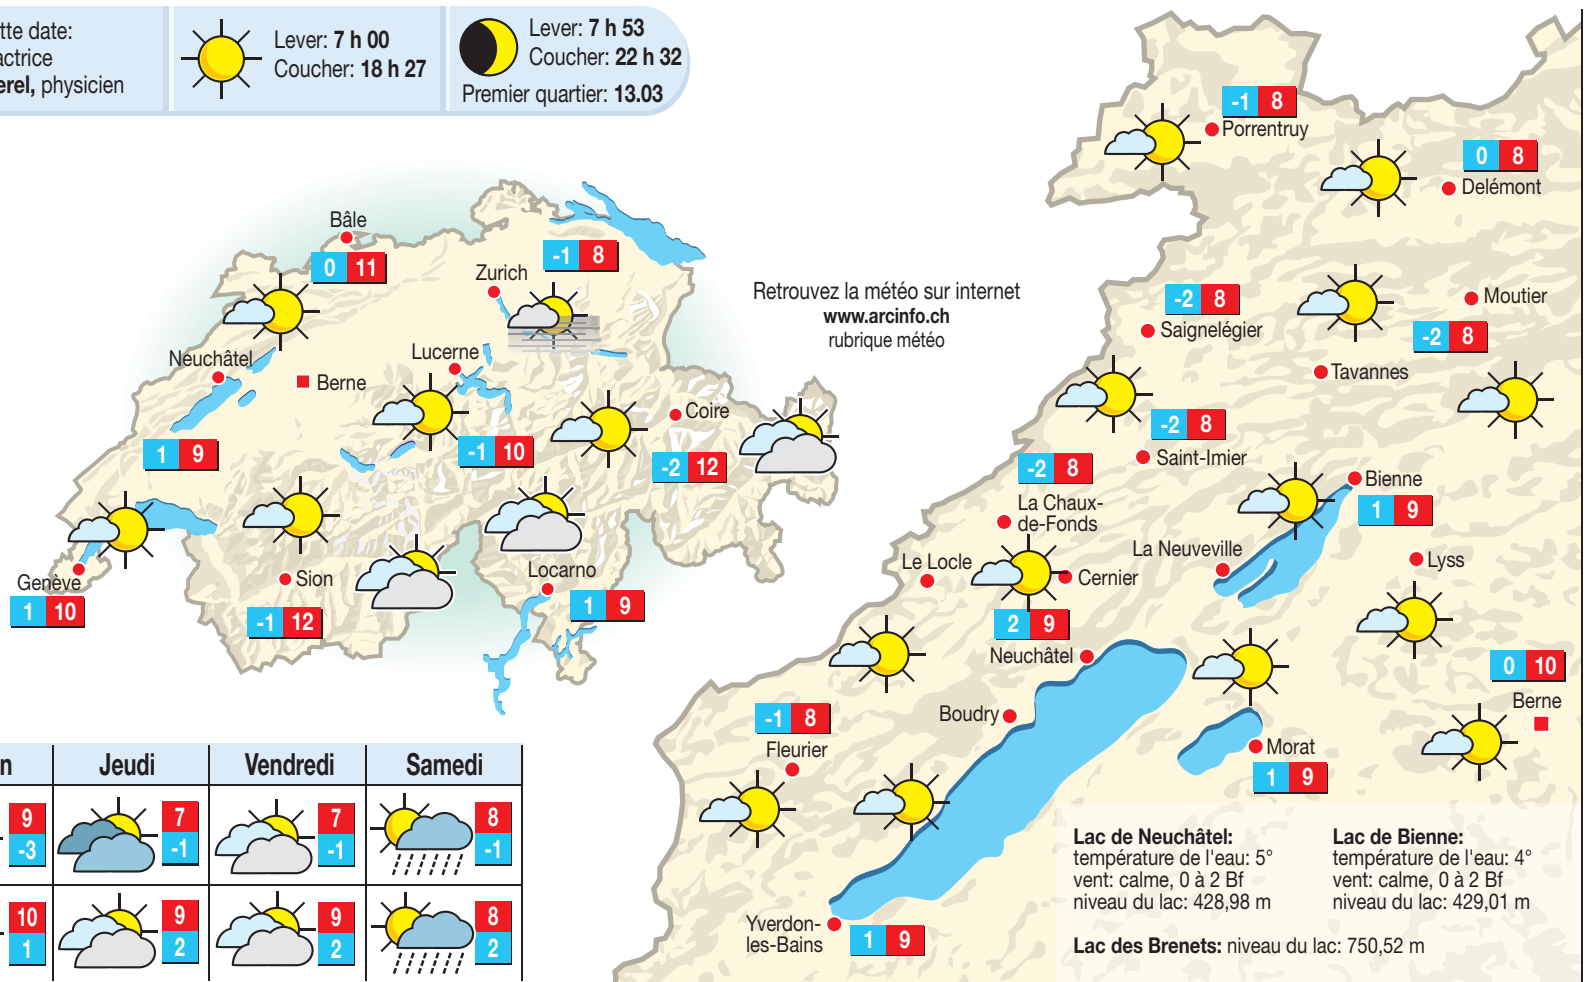 tte date:
actrice
erel, physicien
Lever: 7 h 00
Coucher: 18 h 27
Lever: 7 h 53
Coucher: 22 h 32
Premier quartier: 13.03
Bâle
0 11
-1 8
Zurich
Neuchâtel
Lucerne
Berne
Coire
1 9
-1 10
-2 12
Genève
1 10
Sion
-1 12
Locarno
1 9
Retrouvez la météo sur internet
www.arcinfo.ch
rubrique météo
-1 8
Porrentruy
0 8
Delémont
-2 8
Saignelégier
Moutier
-2 8
Tavannes
-2 8
Saint-Imier
-2 8
La Chaux-
de-Fonds
Bienne
1 9
La Neuveville
Lyss
Le Locle
Cernier
2 9
Neuchâtel
0 10
Berne
Boudry
-1 8
Fleurier
Morat
1 9
Yverdon-
les-Bains
1 9
n
Jeudi
Vendredi
Samedi
9 7 7 8
-3 -1 -1 -1
10 9 9 8
1 2 2 2
Lac de Neuchâtel:
température de l'eau: 5°
vent: calme, 0 à 2 Bf
niveau du lac: 428,98 m
Lac de Bienne:
température de l'eau: 4°
vent: calme, 0 à 2 Bf
niveau du lac: 429,01 m
Lac des Brenets: niveau du lac: 750,52 m